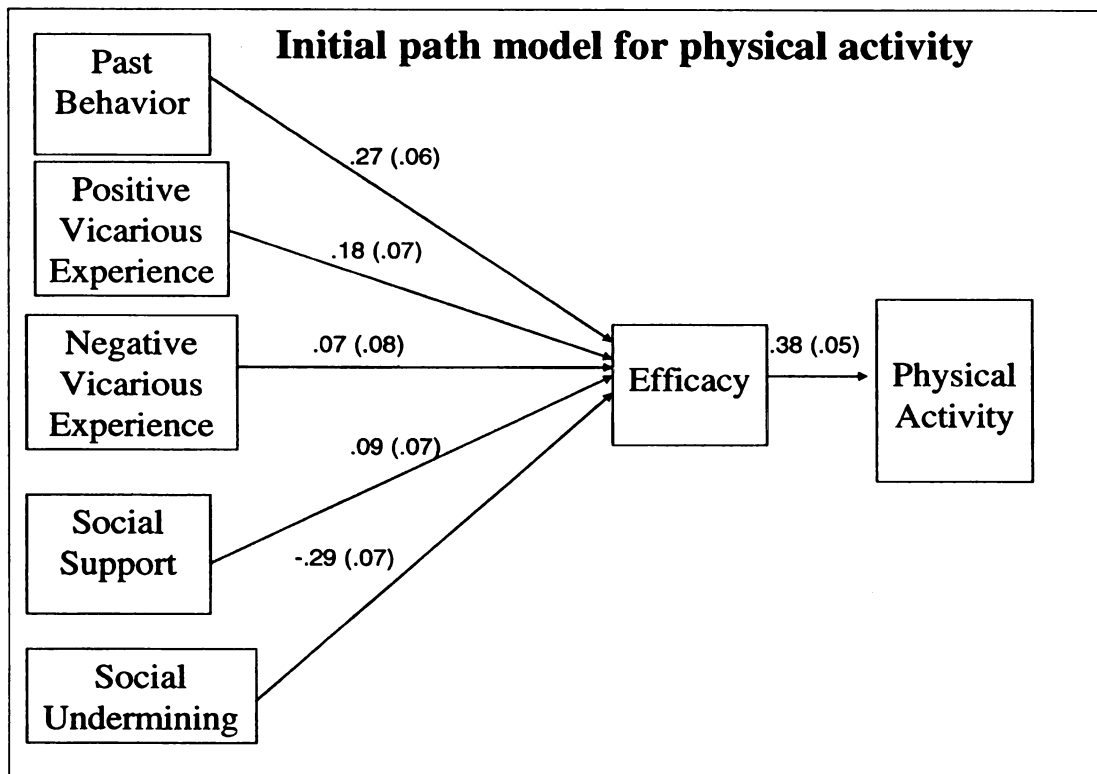 Initial path model for physical activity
Past
Behavior
.27 (.06)
Positive
Vicarious
Experience
.18 (.07)
Negative
Vicarious
Experience
.07 (.08)
Social
Support
.09 (.07)
Social
Undermining
-.29 (.07)
Efficacy
.38 (.05)
Physical
Activity